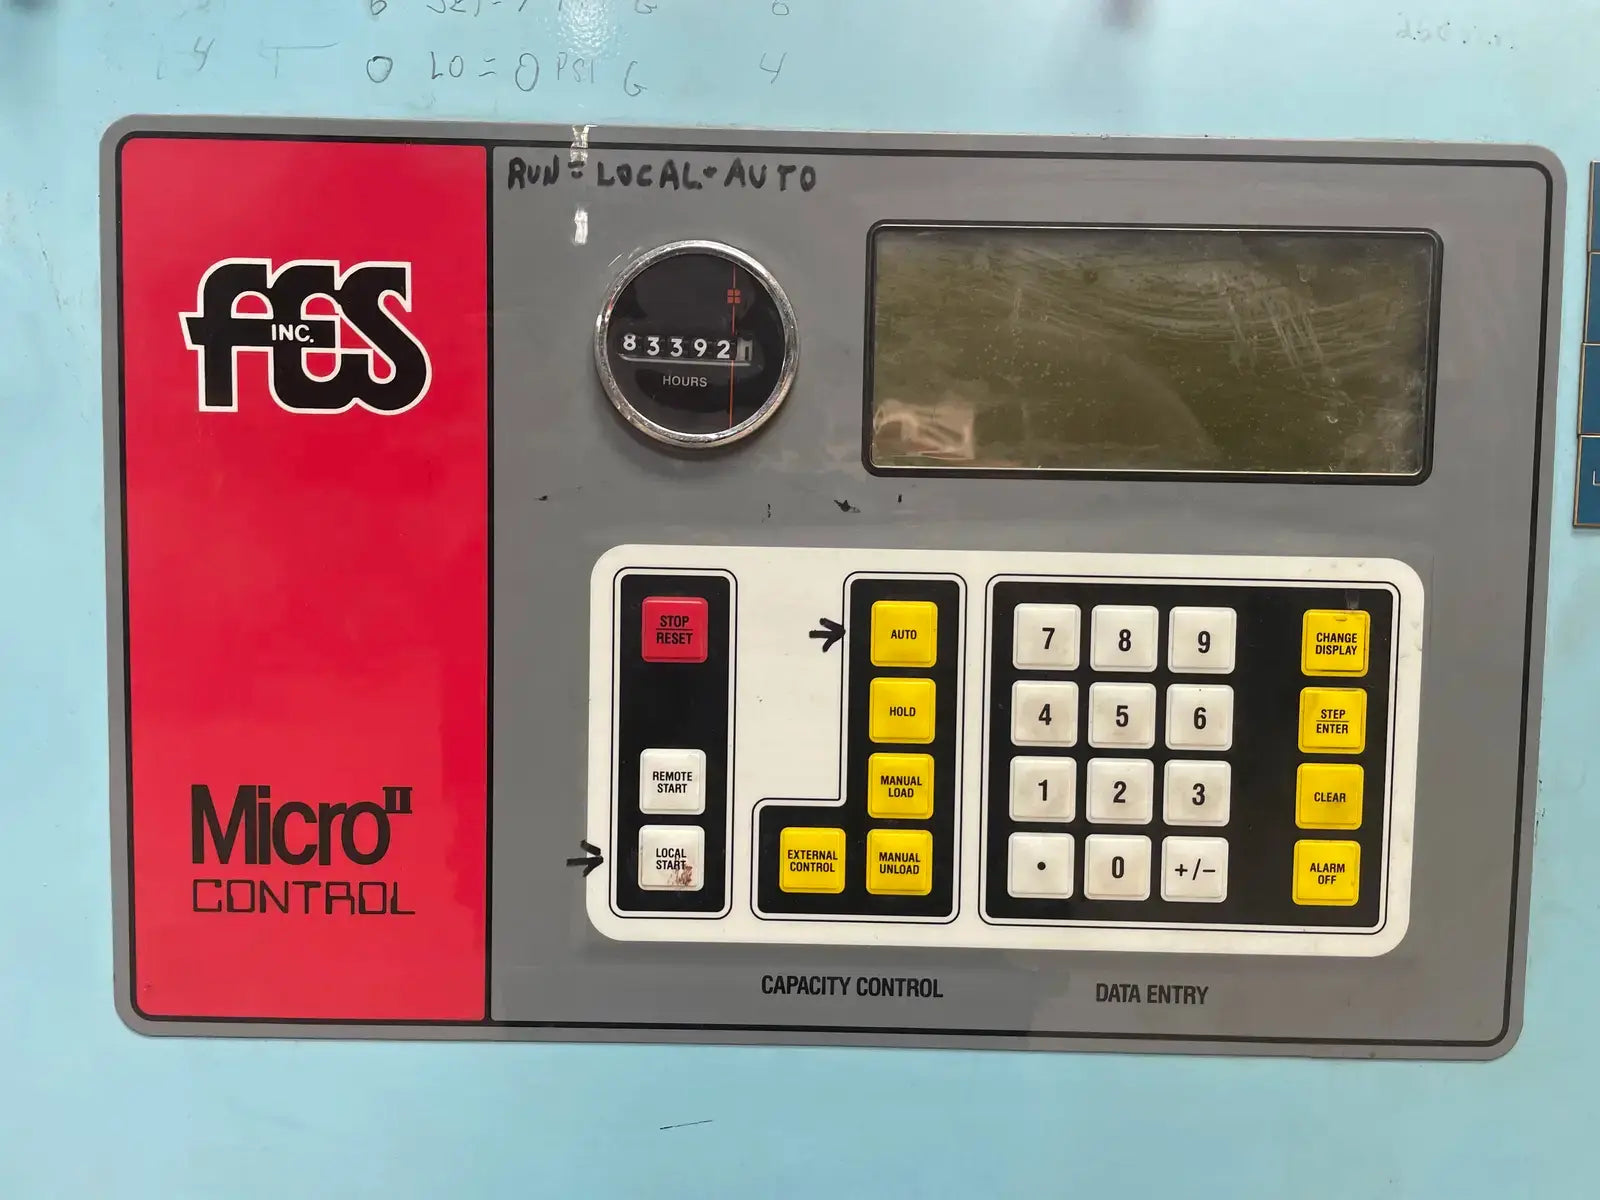 LO = 0 PSI G 4
RUN = LOCAL - AUTO
FES
INC.
83392
HOURS
STOP
RESET
REMOTE
START
LOCAL
START
AUTO
HOLD
MANUAL
LOAD
EXTERNAL
CONTROL
MANUAL
UNLOAD
7 8 9
4 5 6
1 2 3
• 0 +/−
CHANGE
DISPLAY
STEP
ENTER
CLEAR
ALARM
OFF
Micro II
CONTROL
CAPACITY CONTROL
DATA ENTRY